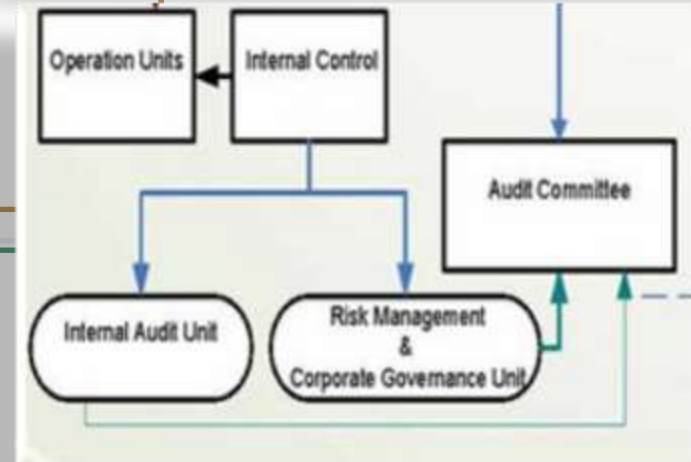 Operation Units
Internal Control
Audit Committee
Internal Audit Unit
Risk Management
&
Corporate Governance Unit